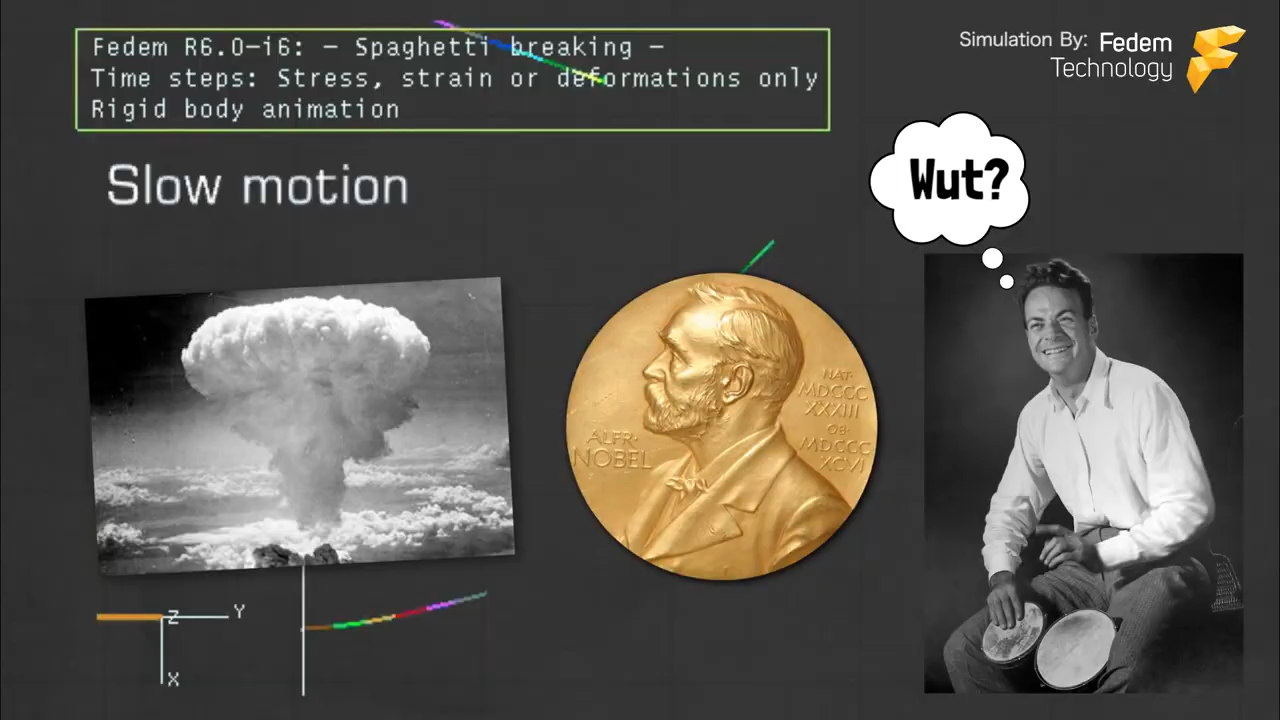 Fedem R6.0-i6: - Spaghetti breaking -
Time steps: Stress, strain or deformations only
Rigid body animation
Simulation By: Fedem
Technology
Slow motion
Wut?
NAT·
MDCCC
XXXIII
OB·
MDCCC
XCVI
ALFR·
NOBEL
Z
Y
X